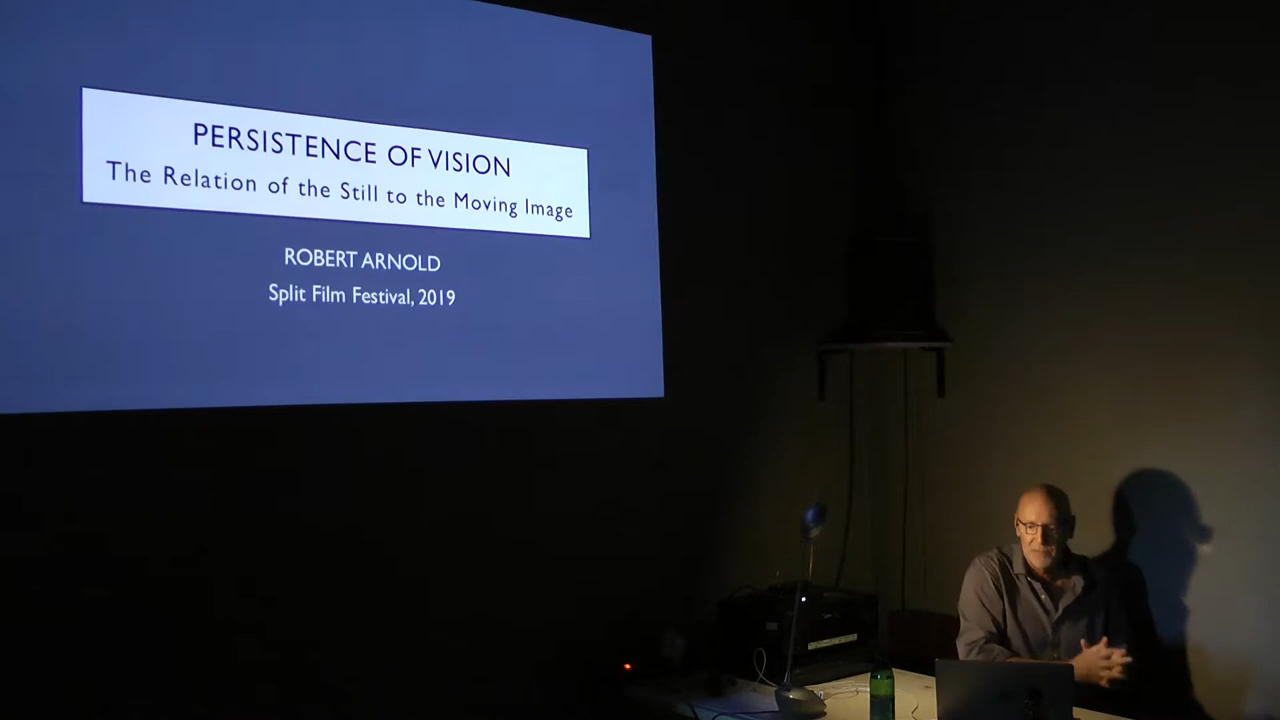 PERSISTENCE OF VISION
The Relation of the Still to the Moving Image
ROBERT ARNOLD
Split Film Festival, 2019